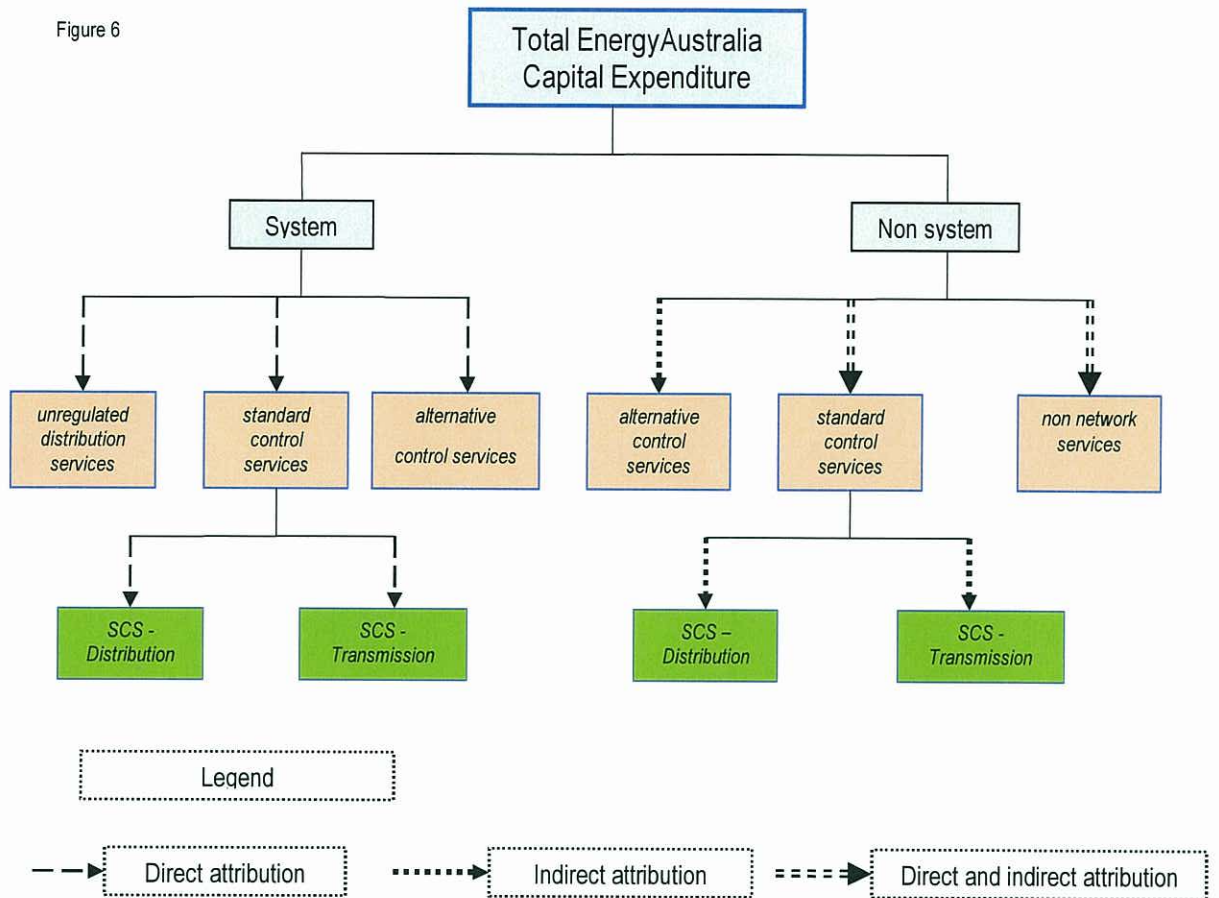 Figure 6
Total EnergyAustralia
Capital Expenditure
System
Non system
unregulated
distribution
services
standard
control
services
alternative
control services
alternative
control
services
standard
control
services
non network
services
SCS -
Distribution
SCS -
Transmission
SCS –
Distribution
SCS -
Transmission
Legend
Direct attribution
Indirect attribution
Direct and indirect attribution